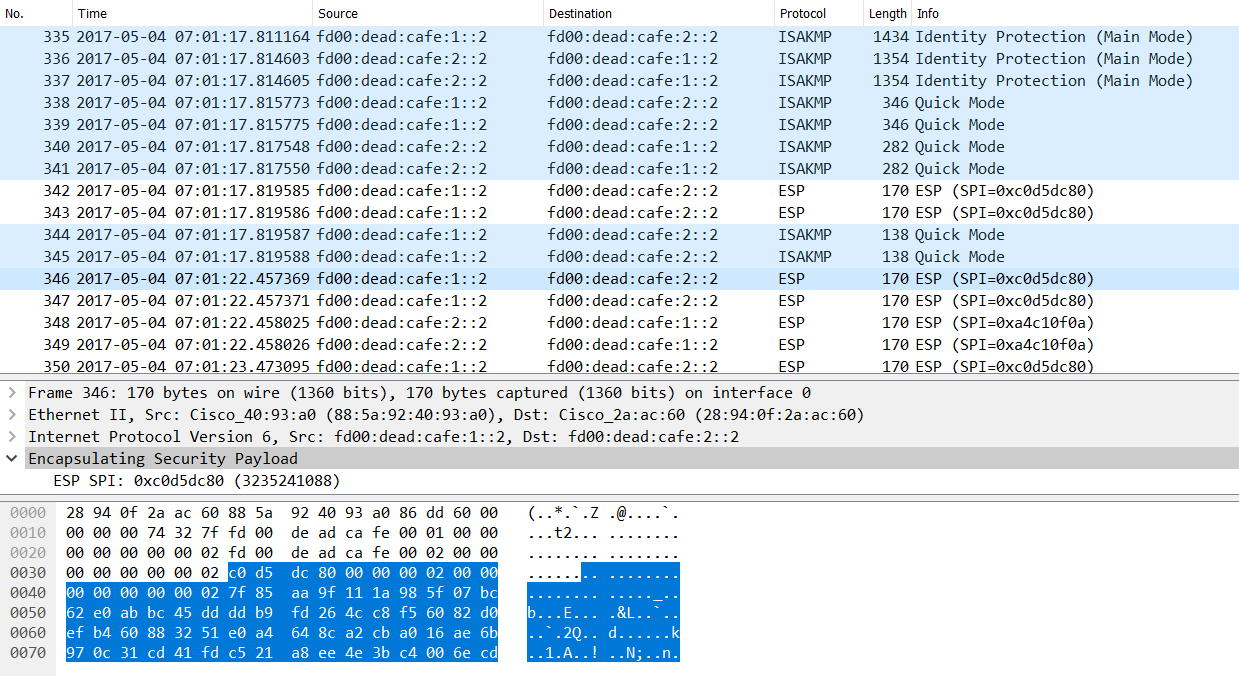 No. Time Source Destination Protocol Length Info
335 2017-05-04 07:01:17.811164 fd00:dead:cafe:1::2 fd00:dead:cafe:2::2 ISAKMP 1434 Identity Protection (Main Mode)
336 2017-05-04 07:01:17.814603 fd00:dead:cafe:2::2 fd00:dead:cafe:1::2 ISAKMP 1354 Identity Protection (Main Mode)
337 2017-05-04 07:01:17.814605 fd00:dead:cafe:2::2 fd00:dead:cafe:1::2 ISAKMP 1354 Identity Protection (Main Mode)
338 2017-05-04 07:01:17.815773 fd00:dead:cafe:1::2 fd00:dead:cafe:2::2 ISAKMP 346 Quick Mode
339 2017-05-04 07:01:17.815775 fd00:dead:cafe:1::2 fd00:dead:cafe:2::2 ISAKMP 346 Quick Mode
340 2017-05-04 07:01:17.817548 fd00:dead:cafe:2::2 fd00:dead:cafe:1::2 ISAKMP 282 Quick Mode
341 2017-05-04 07:01:17.817550 fd00:dead:cafe:2::2 fd00:dead:cafe:1::2 ISAKMP 282 Quick Mode
342 2017-05-04 07:01:17.819585 fd00:dead:cafe:1::2 fd00:dead:cafe:2::2 ESP 170 ESP (SPI=0xc0d5dc80)
343 2017-05-04 07:01:17.819586 fd00:dead:cafe:1::2 fd00:dead:cafe:2::2 ESP 170 ESP (SPI=0xc0d5dc80)
344 2017-05-04 07:01:17.819587 fd00:dead:cafe:1::2 fd00:dead:cafe:2::2 ISAKMP 138 Quick Mode
345 2017-05-04 07:01:17.819588 fd00:dead:cafe:1::2 fd00:dead:cafe:2::2 ISAKMP 138 Quick Mode
346 2017-05-04 07:01:22.457369 fd00:dead:cafe:1::2 fd00:dead:cafe:2::2 ESP 170 ESP (SPI=0xc0d5dc80)
347 2017-05-04 07:01:22.457371 fd00:dead:cafe:1::2 fd00:dead:cafe:2::2 ESP 170 ESP (SPI=0xc0d5dc80)
348 2017-05-04 07:01:22.458025 fd00:dead:cafe:2::2 fd00:dead:cafe:1::2 ESP 170 ESP (SPI=0xa4c10f0a)
349 2017-05-04 07:01:22.458026 fd00:dead:cafe:2::2 fd00:dead:cafe:1::2 ESP 170 ESP (SPI=0xa4c10f0a)
350 2017-05-04 07:01:23.473095 fd00:dead:cafe:1::2 fd00:dead:cafe:2::2 ESP 170 ESP (SPI=0xc0d5dc80)
Frame 346: 170 bytes on wire (1360 bits), 170 bytes captured (1360 bits) on interface 0
Ethernet II, Src: Cisco_40:93:a0 (88:5a:92:40:93:a0), Dst: Cisco_2a:ac:60 (28:94:0f:2a:ac:60)
Internet Protocol Version 6, Src: fd00:dead:cafe:1::2, Dst: fd00:dead:cafe:2::2
Encapsulating Security Payload
ESP SPI: 0xc0d5dc80 (3235241088)
0000 28 94 0f 2a ac 60 88 5a 92 40 93 a0 86 dd 60 00 (..*.`.Z .@....`.
0010 00 00 00 74 32 7f fd 00 de ad ca fe 00 01 00 00 ...t2... ........
0020 00 00 00 00 00 02 fd 00 de ad ca fe 00 02 00 00 ........ ........
0030 00 00 00 00 00 02 c0 d5 dc 80 00 00 00 02 00 00 ........ ........
0040 00 00 00 00 00 02 7f 85 aa 9f 11 1a 98 5f 07 bc ........ ....._..
0050 62 e0 ab bc 45 dd dd b9 fd 26 4c c8 f5 60 82 d0 b...E... .&L..`..
0060 ef b4 60 88 32 51 e0 a4 64 8c a2 cb a0 16 ae 6b ..`.2Q.. d......k
0070 97 0c 31 cd 41 fd c5 21 a8 ee 4e 3b c4 00 6e cd ..1.A..! ..N;..n.